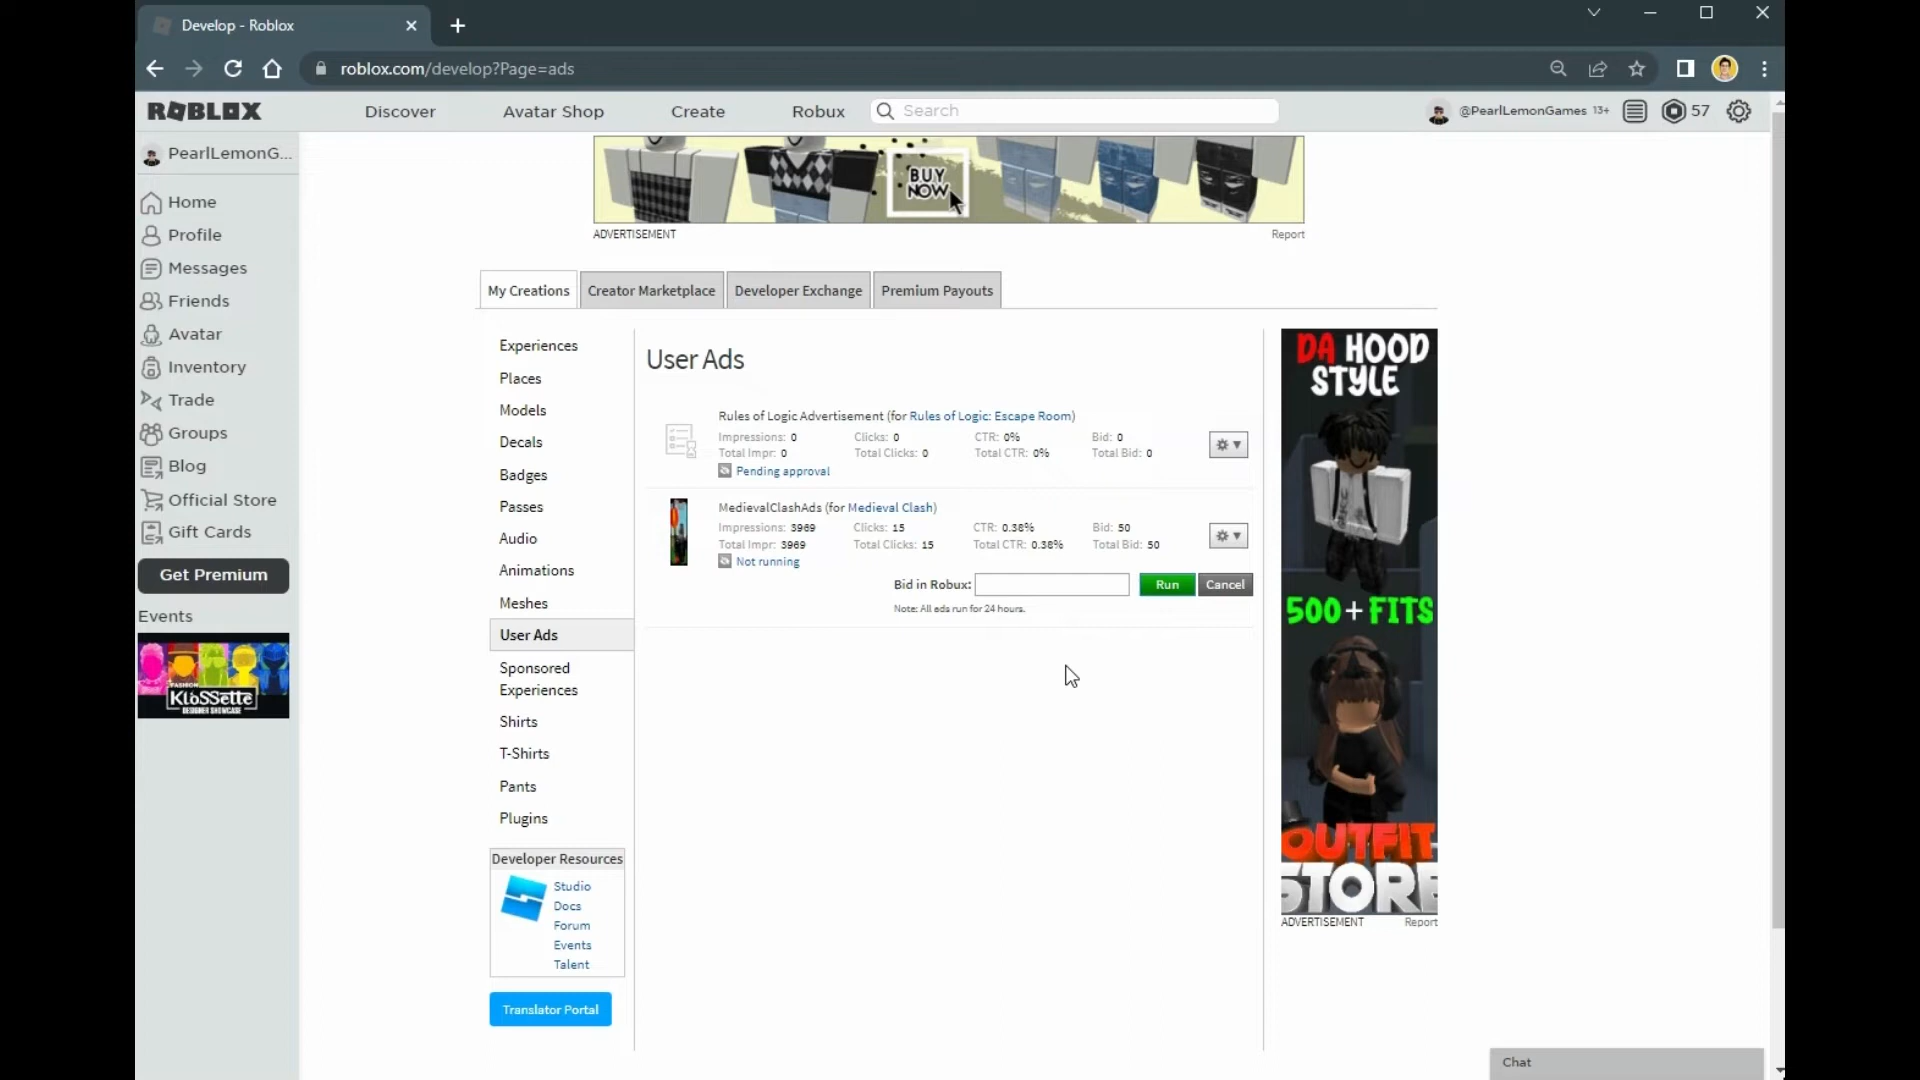 Develop - Roblox
roblox.com/develop?Page=ads
ROBLOX
Discover
Avatar Shop
Create
Robux
Search
@PearlLemonGames 13+
57
PearlLemonG...
Home
Profile
Messages
Friends
Avatar
Inventory
Trade
Groups
Blog
Official Store
Gift Cards
Get Premium
Events
FASHION
KloSSette
DESIGNER SHOWCASE
BUY
NOW
ADVERTISEMENT
Report
My Creations
Creator Marketplace
Developer Exchange
Premium Payouts
Experiences
Places
Models
Decals
Badges
Passes
Audio
Animations
Meshes
User Ads
Sponsored
Experiences
Shirts
T-Shirts
Pants
Plugins
Developer Resources
Studio
Docs
Forum
Events
Talent
Translator Portal
User Ads
Rules of Logic Advertisement (for Rules of Logic: Escape Room)
Impressions: 0 Clicks: 0 CTR: 0% Bid: 0
Total Impr: 0 Total Clicks: 0 Total CTR: 0% Total Bid: 0
Pending approval
MedievalClashAds (for Medieval Clash)
Impressions: 3969 Clicks: 15 CTR: 0.38% Bid: 50
Total Impr: 3969 Total Clicks: 15 Total CTR: 0.38% Total Bid: 50
Not running
Bid in Robux:
Run
Cancel
Note: All ads run for 24 hours.
DA HOOD
STYLE
500+ FITS
OUTFIT
STORE
ADVERTISEMENT
Report
Chat